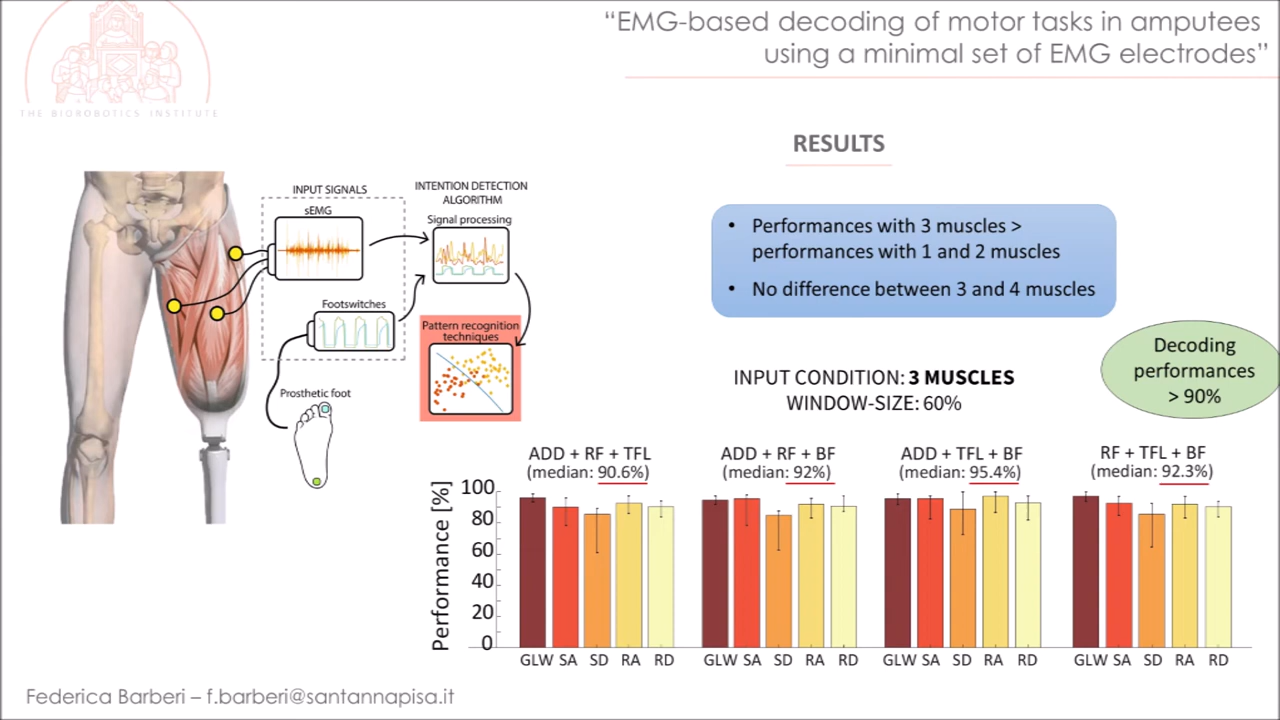 “EMG-based decoding of motor tasks in amputees
using a minimal set of EMG electrodes”
THE BIOROBOTICS INSTITUTE
RESULTS
INPUT SIGNALS
sEMG
Footswitches
Prosthetic foot
INTENTION DETECTION
ALGORITHM
Signal processing
Pattern recognition
techniques
• Performances with 3 muscles >
performances with 1 and 2 muscles
• No difference between 3 and 4 muscles
Decoding
performances
> 90%
INPUT CONDITION: 3 MUSCLES
WINDOW-SIZE: 60%
ADD + RF + TFL
(median: 90.6%)
ADD + RF + BF
(median: 92%)
ADD + TFL + BF
(median: 95.4%)
RF + TFL + BF
(median: 92.3%)
Performance [%]
100
80
60
40
20
0
GLW SA SD RA RD
GLW SA SD RA RD
GLW SA SD RA RD
GLW SA SD RA RD
Federica Barberi – f.barberi@santannapisa.it